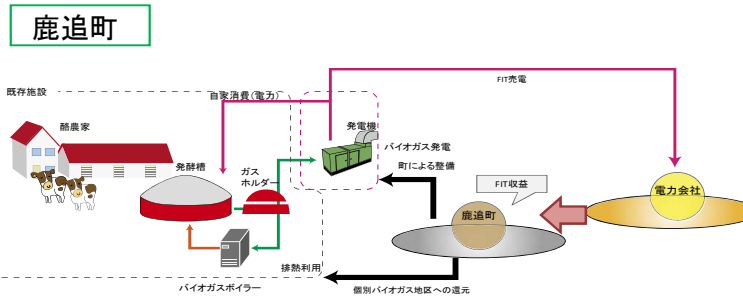 鹿追町
FIT売電
既存施設
自家消費(電力)
酪農家
発電機
バイオガス発電
発酵槽
ガス
ホルダー
町による整備
FIT収益
電力会社
鹿追町
排熱利用
バイオガスボイラー
個別バイオガス地区への還元